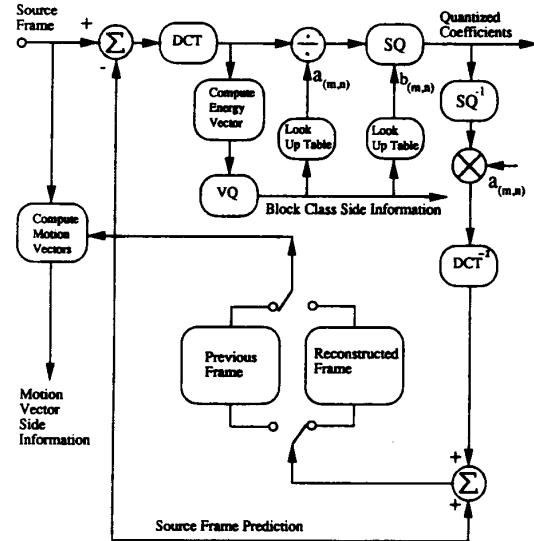 Source
Frame
+
-
Σ
DCT
÷
SQ
Quantized
Coefficients
a(m,n)
b(m,n)
SQ-1
Compute
Energy
Vector
Look
Up Table
Look
Up Table
VQ
Block Class Side Information
a(m,n)
Compute
Motion
Vectors
DCT-1
Previous
Frame
Reconstructed
Frame
Motion
Vector
Side
Information
+
Σ
+
Source Frame Prediction